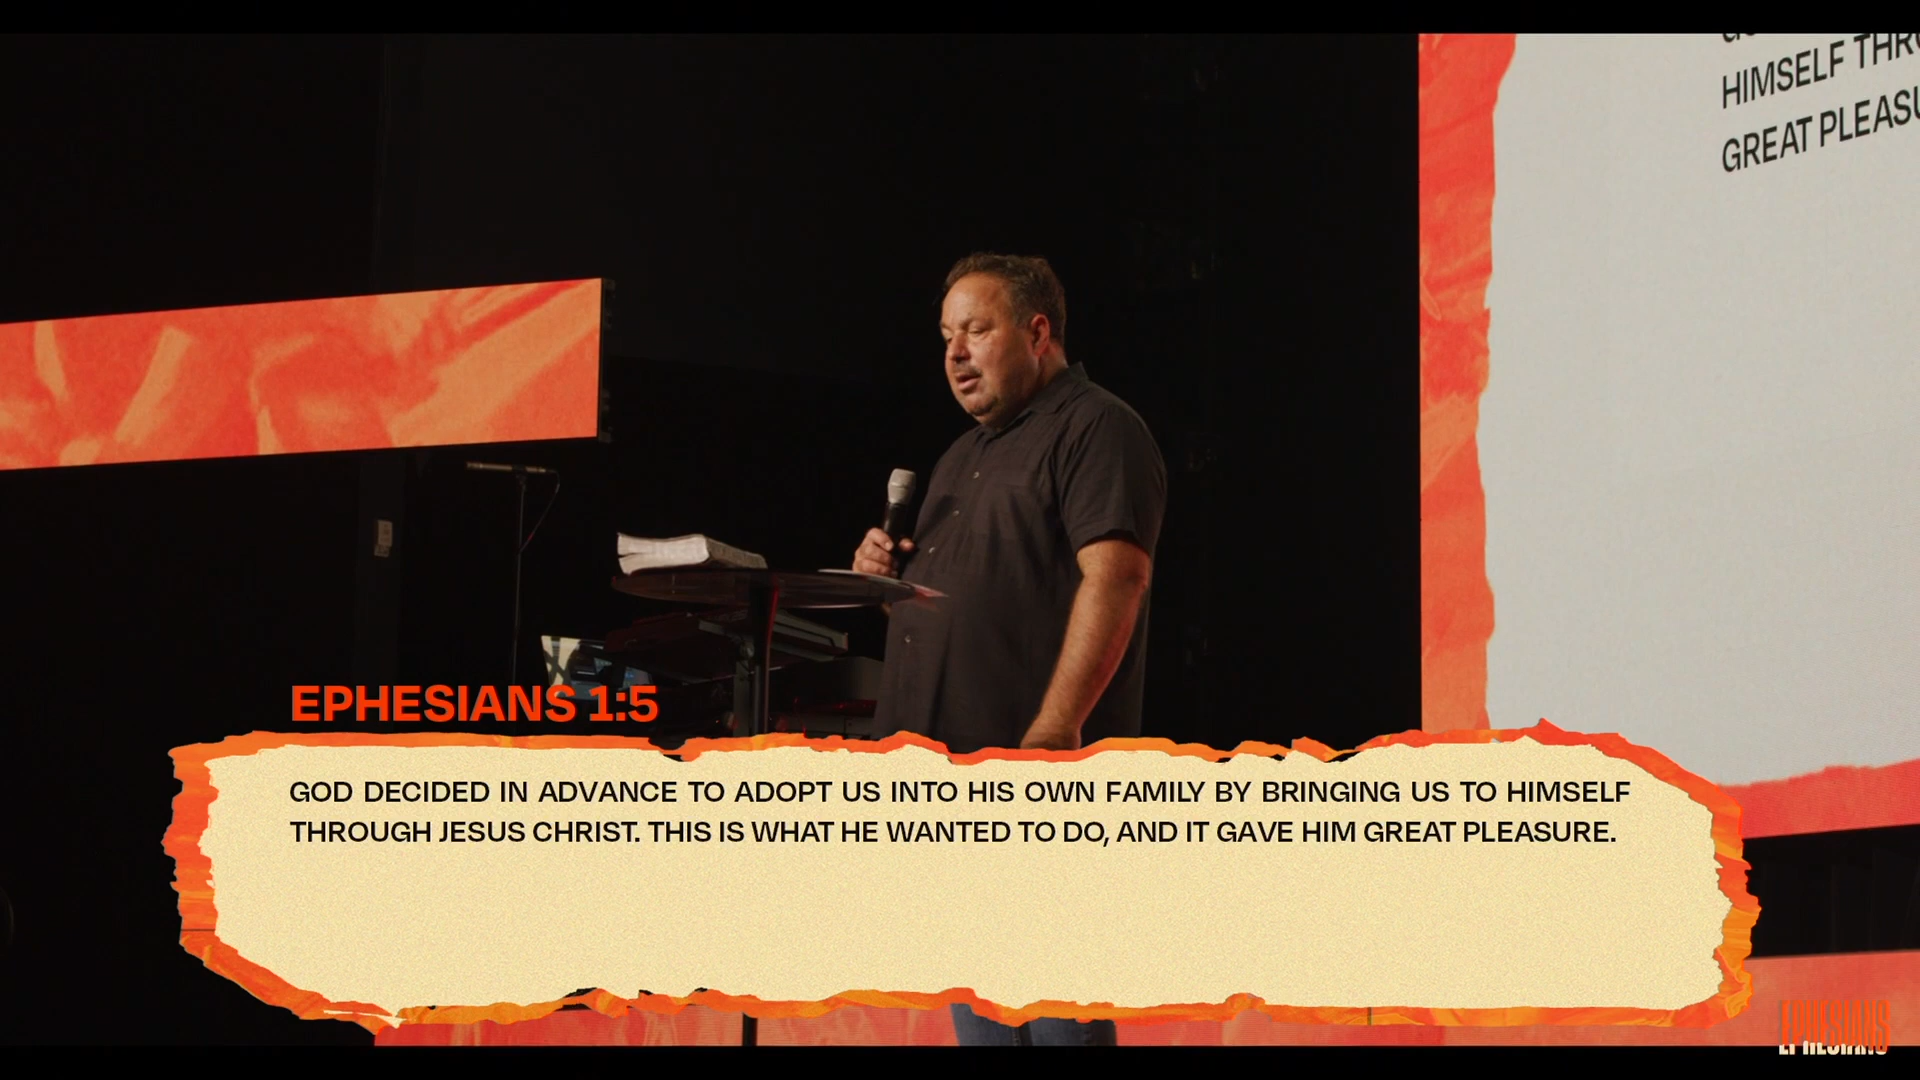 HIMSELF
GREAT
EPHESIANS 1:5
GOD DECIDED IN ADVANCE TO ADOPT US INTO HIS OWN FAMILY BY BRINGING US TO HIMSELF
THROUGH JESUS CHRIST. THIS IS WHAT HE WANTED TO DO, AND IT GAVE HIM GREAT PLEASURE.
EPHESIANS